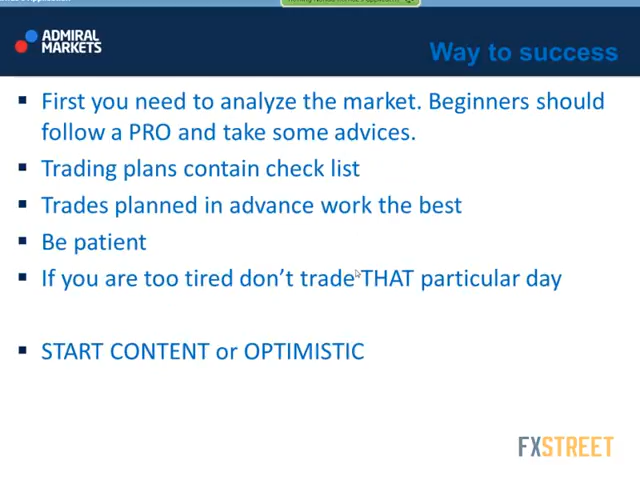 ADMIRAL
MARKETS
Way to success
First you need to analyze the market. Beginners should
follow a PRO and take some advices.
Trading plans contain check list
Trades planned in advance work the best
Be patient
If you are too tired don't trade THAT particular day
START CONTENT or OPTIMISTIC
FXSTREET